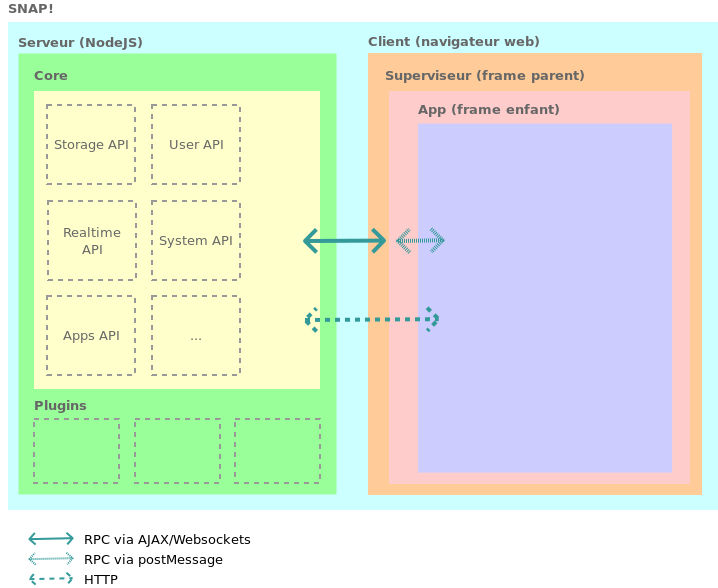 SNAP!
Serveur (NodeJS)
Client (navigateur web)
Core
Superviseur (frame parent)
App (frame enfant)
Storage API
User API
Realtime
API
System API
Apps API
...
Plugins
RPC via AJAX/Websockets
RPC via postMessage
HTTP